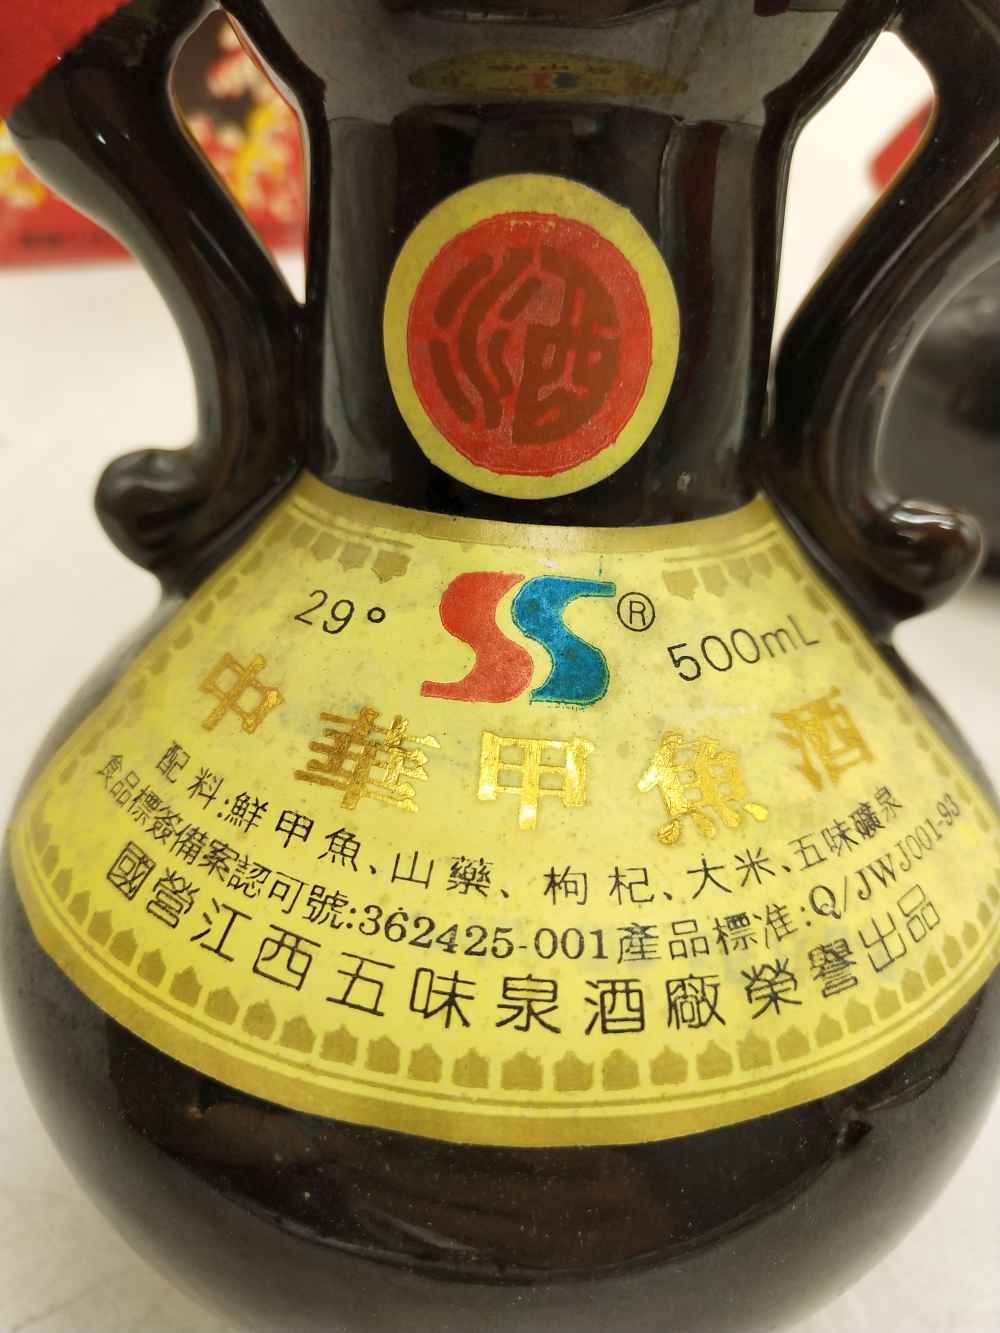 酒
29°
SS®
500mL
中華甲魚酒
配料:鮮甲魚、山藥、枸杞、大米、五味礦泉
食品標簽備案認可號:362425-001產品標准:Q/JWJ001-93
國營江西五味泉酒廠榮譽出品